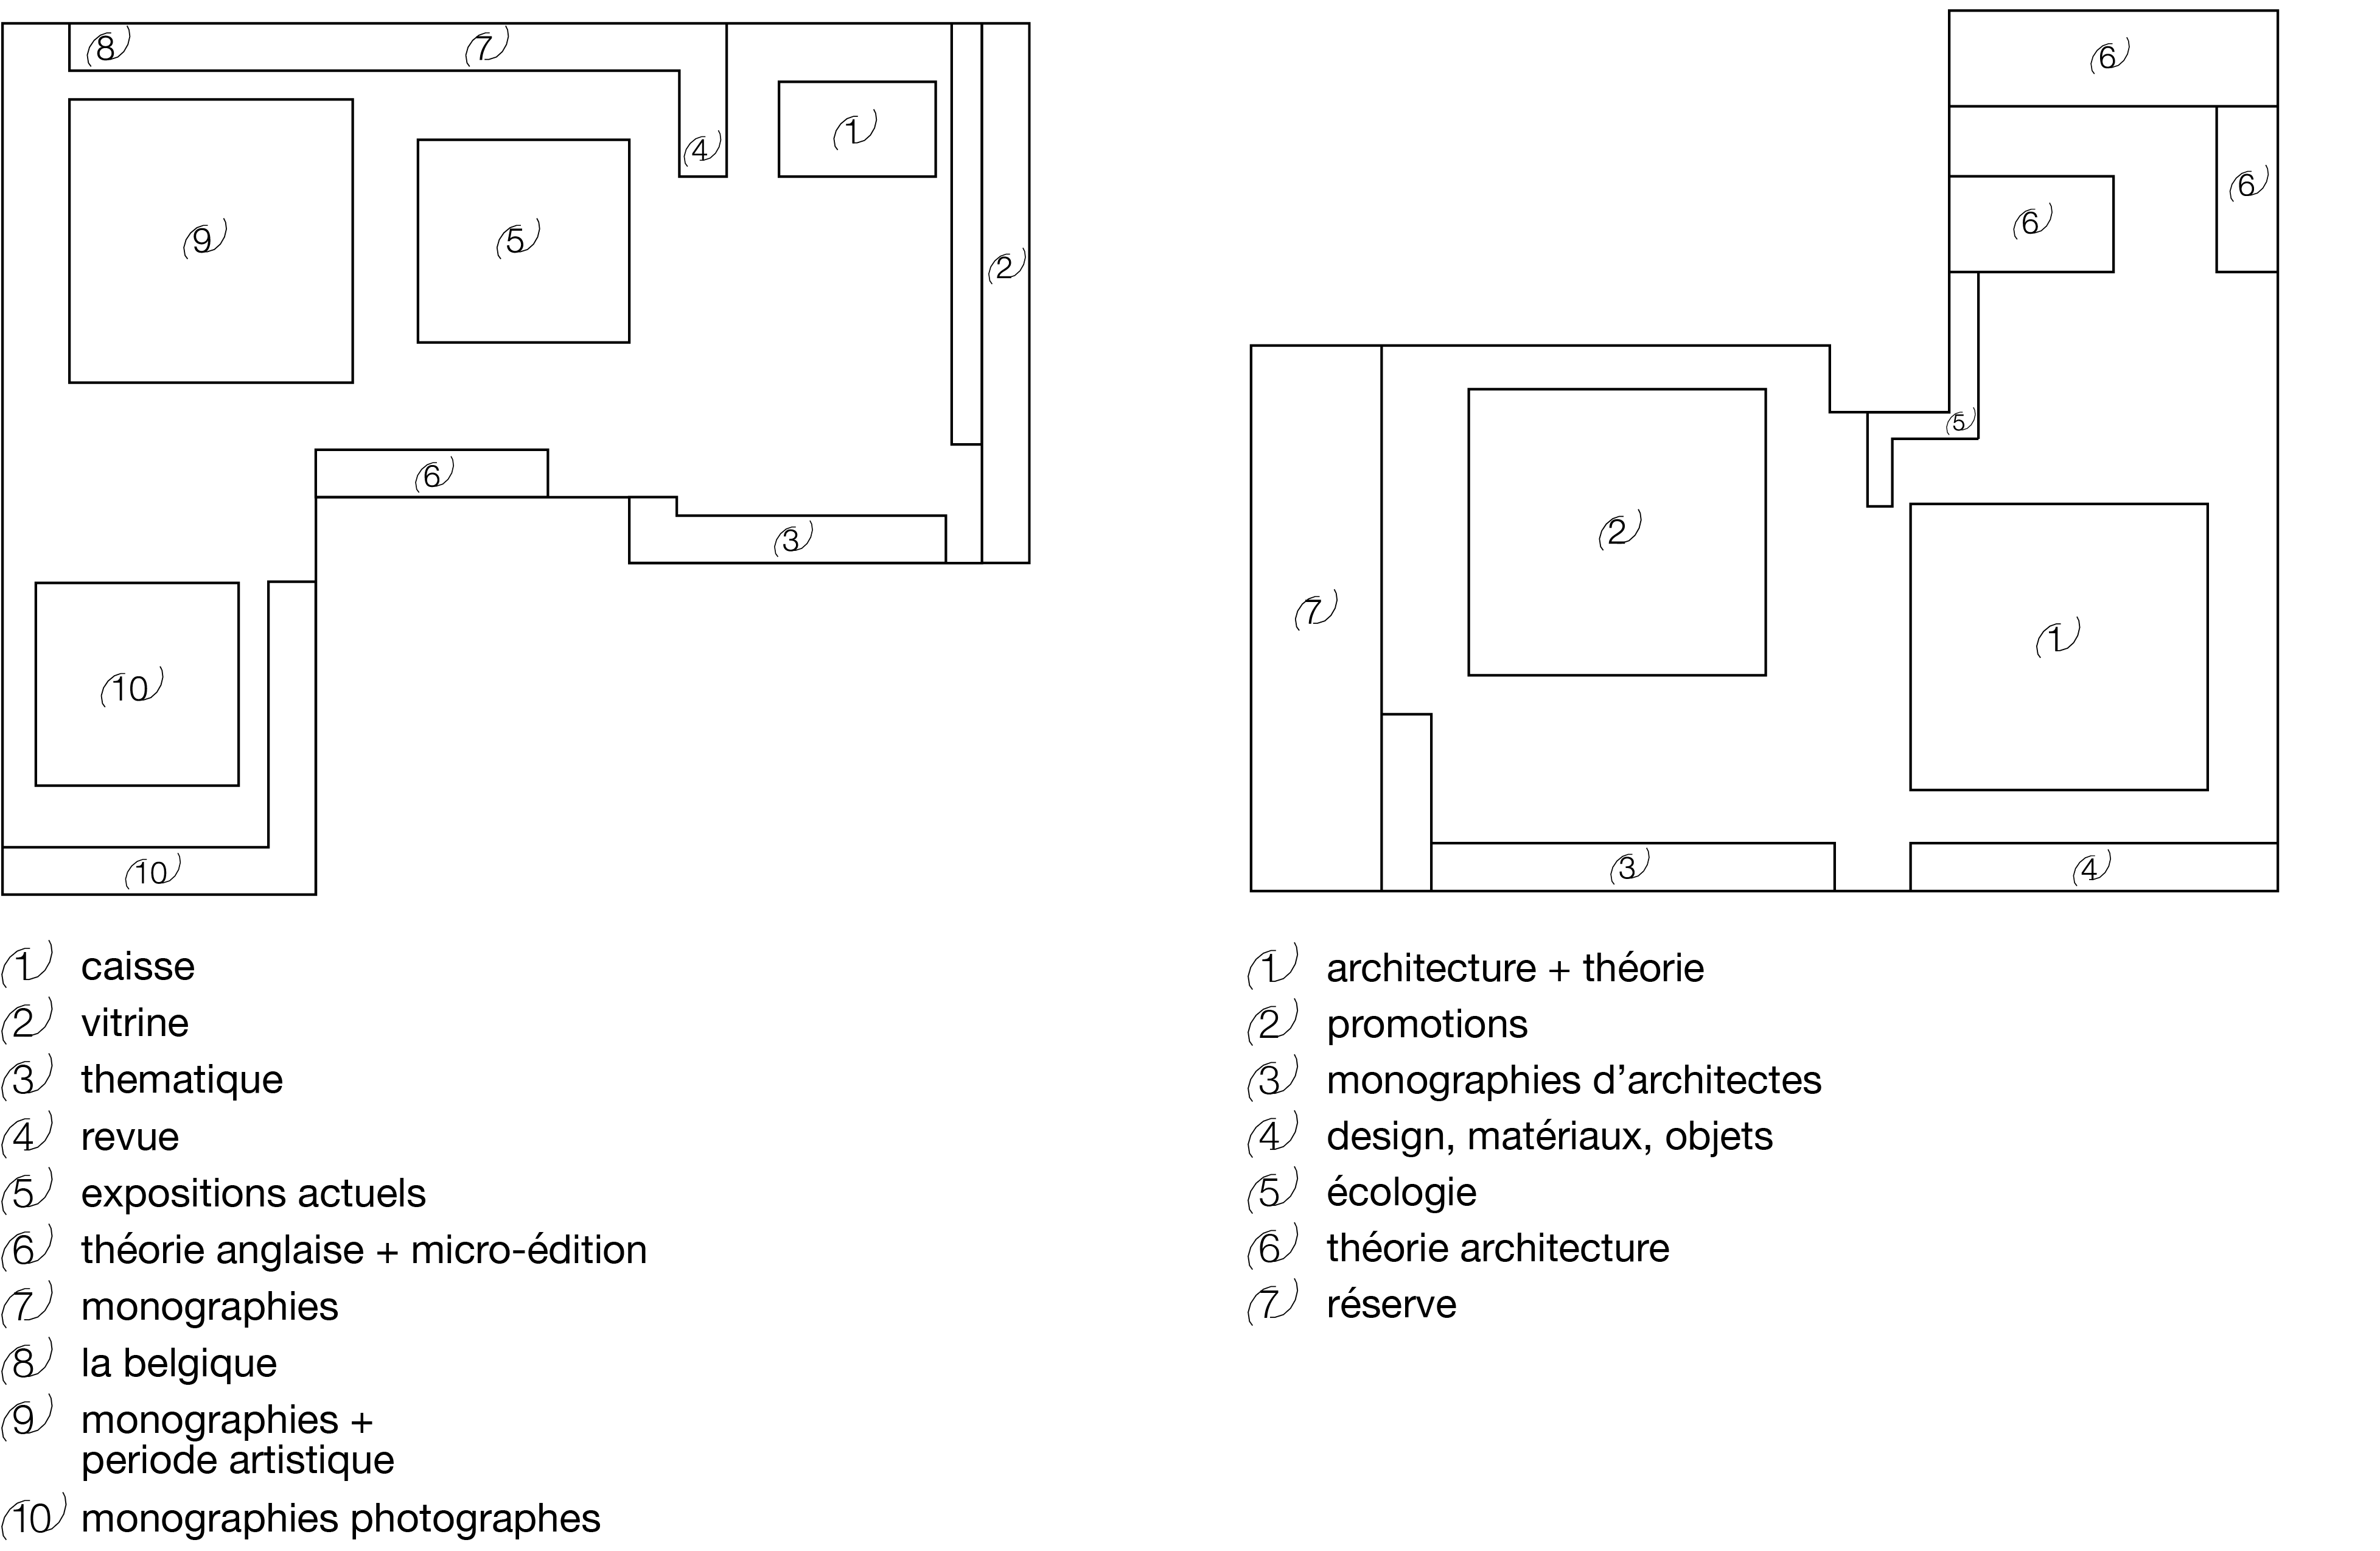 8
7
1
4
9
5
2
6
3
10
10
6
6
6
5
2
7
1
3
4
1 caisse
2 vitrine
3 thematique
4 revue
5 expositions actuels
6 théorie anglaise + micro-édition
7 monographies
8 la belgique
9 monographies +
periode artistique
10 monographies photographes
1 architecture + théorie
2 promotions
3 monographies d’architectes
4 design, matériaux, objets
5 écologie
6 théorie architecture
7 réserve